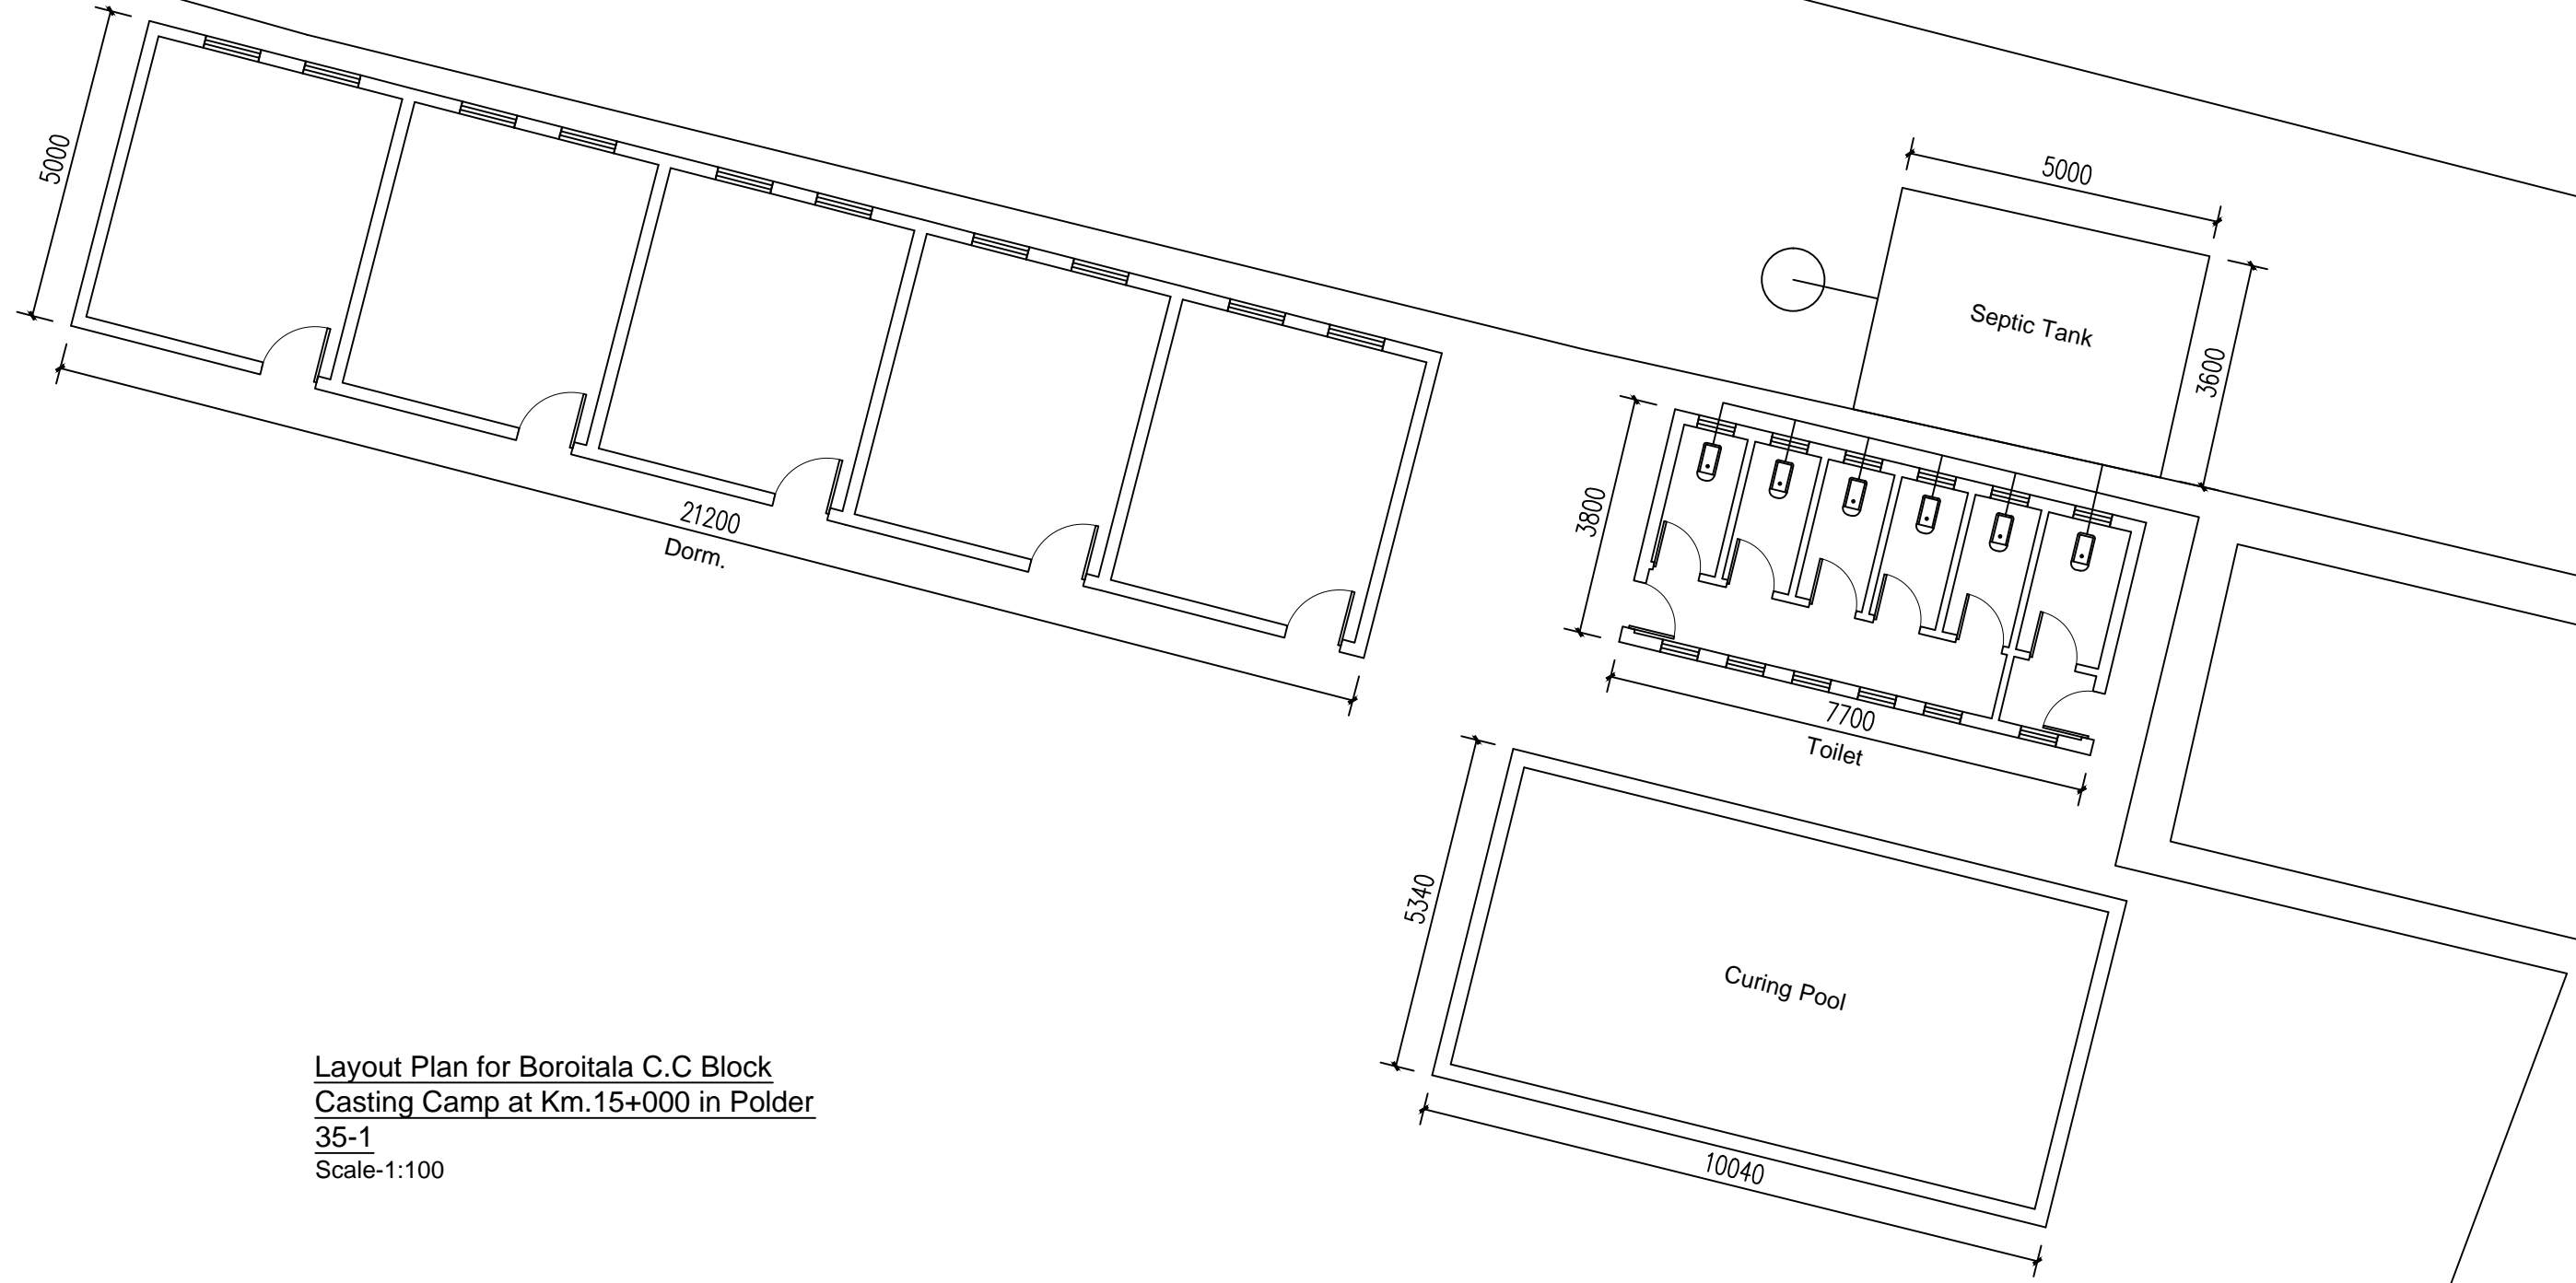 5000
5000
Septic Tank
3600
3800
21200
Dorm.
7700
Toilet
5340
Curing Pool
10040
Layout Plan for Boroitala C.C Block
Casting Camp at Km.15+000 in Polder
35-1
Scale-1:100